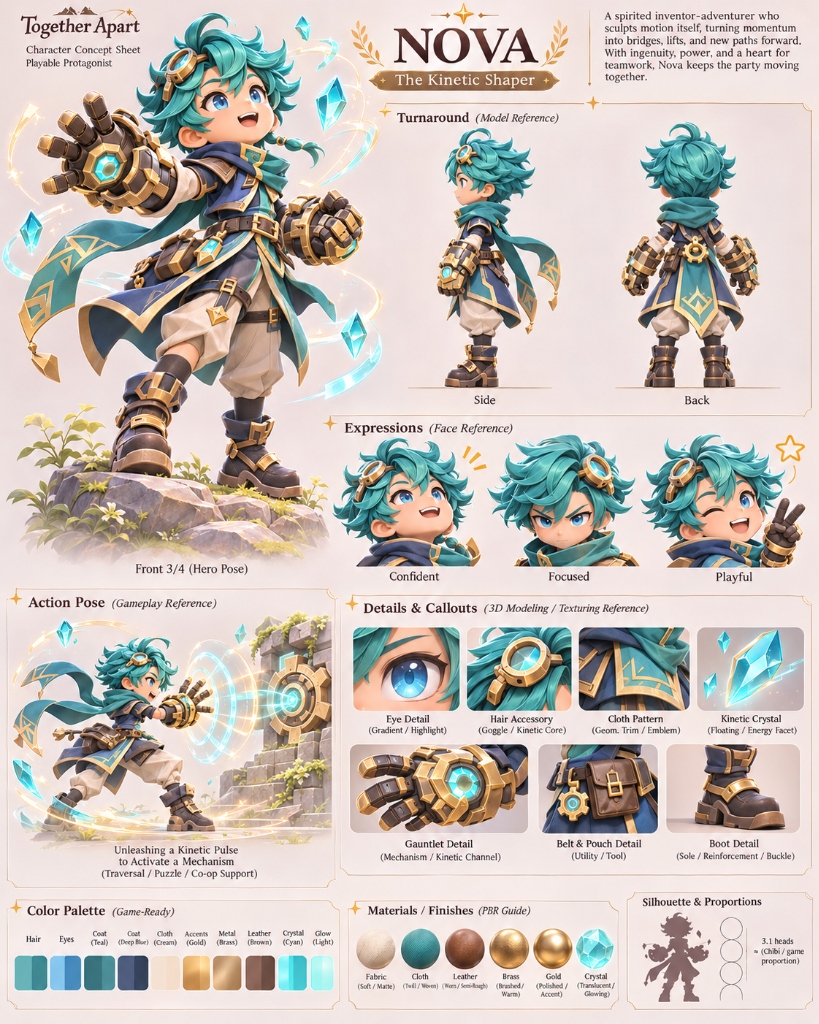 Together Apart
Character Concept Sheet
Playable Protagonist
NOVA
The Kinetic Shaper
A spirited inventor-adventurer who
sculpts motion itself, turning momentum
into bridges, lifts, and new paths forward.
With ingenuity, power, and a heart for
teamwork, Nova keeps the party moving
together.
Turnaround (Model Reference)
Side
Back
Front 3/4 (Hero Pose)
Expressions (Face Reference)
Confident
Focused
Playful
Action Pose (Gameplay Reference)
Unleashing a Kinetic Pulse
to Activate a Mechanism
(Traversal / Puzzle / Co-op Support)
Details & Callouts (3D Modeling / Texturing Reference)
Eye Detail
(Gradient / Highlight)
Hair Accessory
(Goggle / Kinetic Core)
Cloth Pattern
(Geom. Trim / Emblem)
Kinetic Crystal
(Floating / Energy Facet)
Gauntlet Detail
(Mechanism / Kinetic Channel)
Belt & Pouch Detail
(Utility / Tool)
Boot Detail
(Sole / Reinforcement / Buckle)
Color Palette (Game-Ready)
Hair
Eyes
Coat
(Teal)
Coat
(Deep Blue)
Cloth
(Cream)
Accents
(Gold)
Metal
(Brass)
Leather
(Brown)
Crystal
(Cyan)
Glow
(Light)
Materials / Finishes (PBR Guide)
Fabric
(Soft / Matte)
Cloth
(Twill / Woven)
Leather
(Worn / Semi-Rough)
Brass
(Brushed/
Warm)
Gold
(Polished /
Accent)
Crystal
(Translucent /
Glowing)
Silhouette & Proportions
3.1 heads
≈ (Chibi / game
proportion)